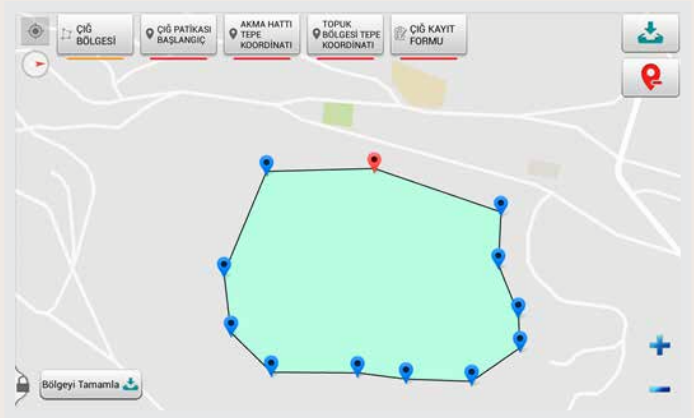 ÇIĞ
BÖLGESİ
ÇIĞ PATİKASI
BAŞLANGIÇ
AKMA HATTI
TEPE
KOORDİNATI
TOPUK
BÖLGESİ TEPE
KOORDİNATI
ÇIĞ KAYIT
FORMU
Bölgeyi Tamamla